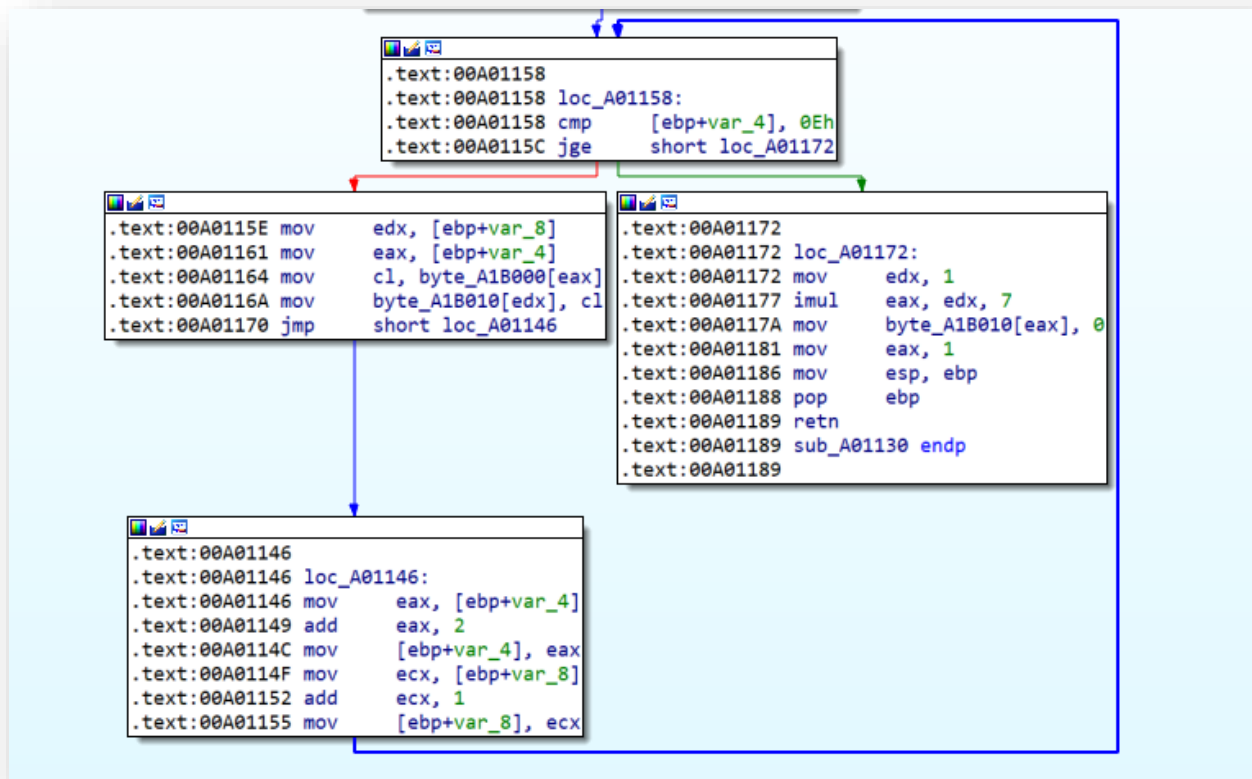 .text:00A01158
.text:00A01158 loc_A01158:
.text:00A01158 cmp [ebp+var_4], 0Eh
.text:00A0115C jge short loc_A01172
.text:00A0115E mov edx, [ebp+var_8]
.text:00A01161 mov eax, [ebp+var_4]
.text:00A01164 mov cl, byte_A1B000[eax]
.text:00A0116A mov byte_A1B010[edx], cl
.text:00A01170 jmp short loc_A01146
.text:00A01172
.text:00A01172 loc_A01172:
.text:00A01172 mov edx, 1
.text:00A01177 imul eax, edx, 7
.text:00A0117A mov byte_A1B010[eax], 0
.text:00A01181 mov eax, 1
.text:00A01186 mov esp, ebp
.text:00A01188 pop ebp
.text:00A01189 retn
.text:00A01189 sub_A01130 endp
.text:00A01189
.text:00A01146
.text:00A01146 loc_A01146:
.text:00A01146 mov eax, [ebp+var_4]
.text:00A01149 add eax, 2
.text:00A0114C mov [ebp+var_4], eax
.text:00A0114F mov ecx, [ebp+var_8]
.text:00A01152 add ecx, 1
.text:00A01155 mov [ebp+var_8], ecx